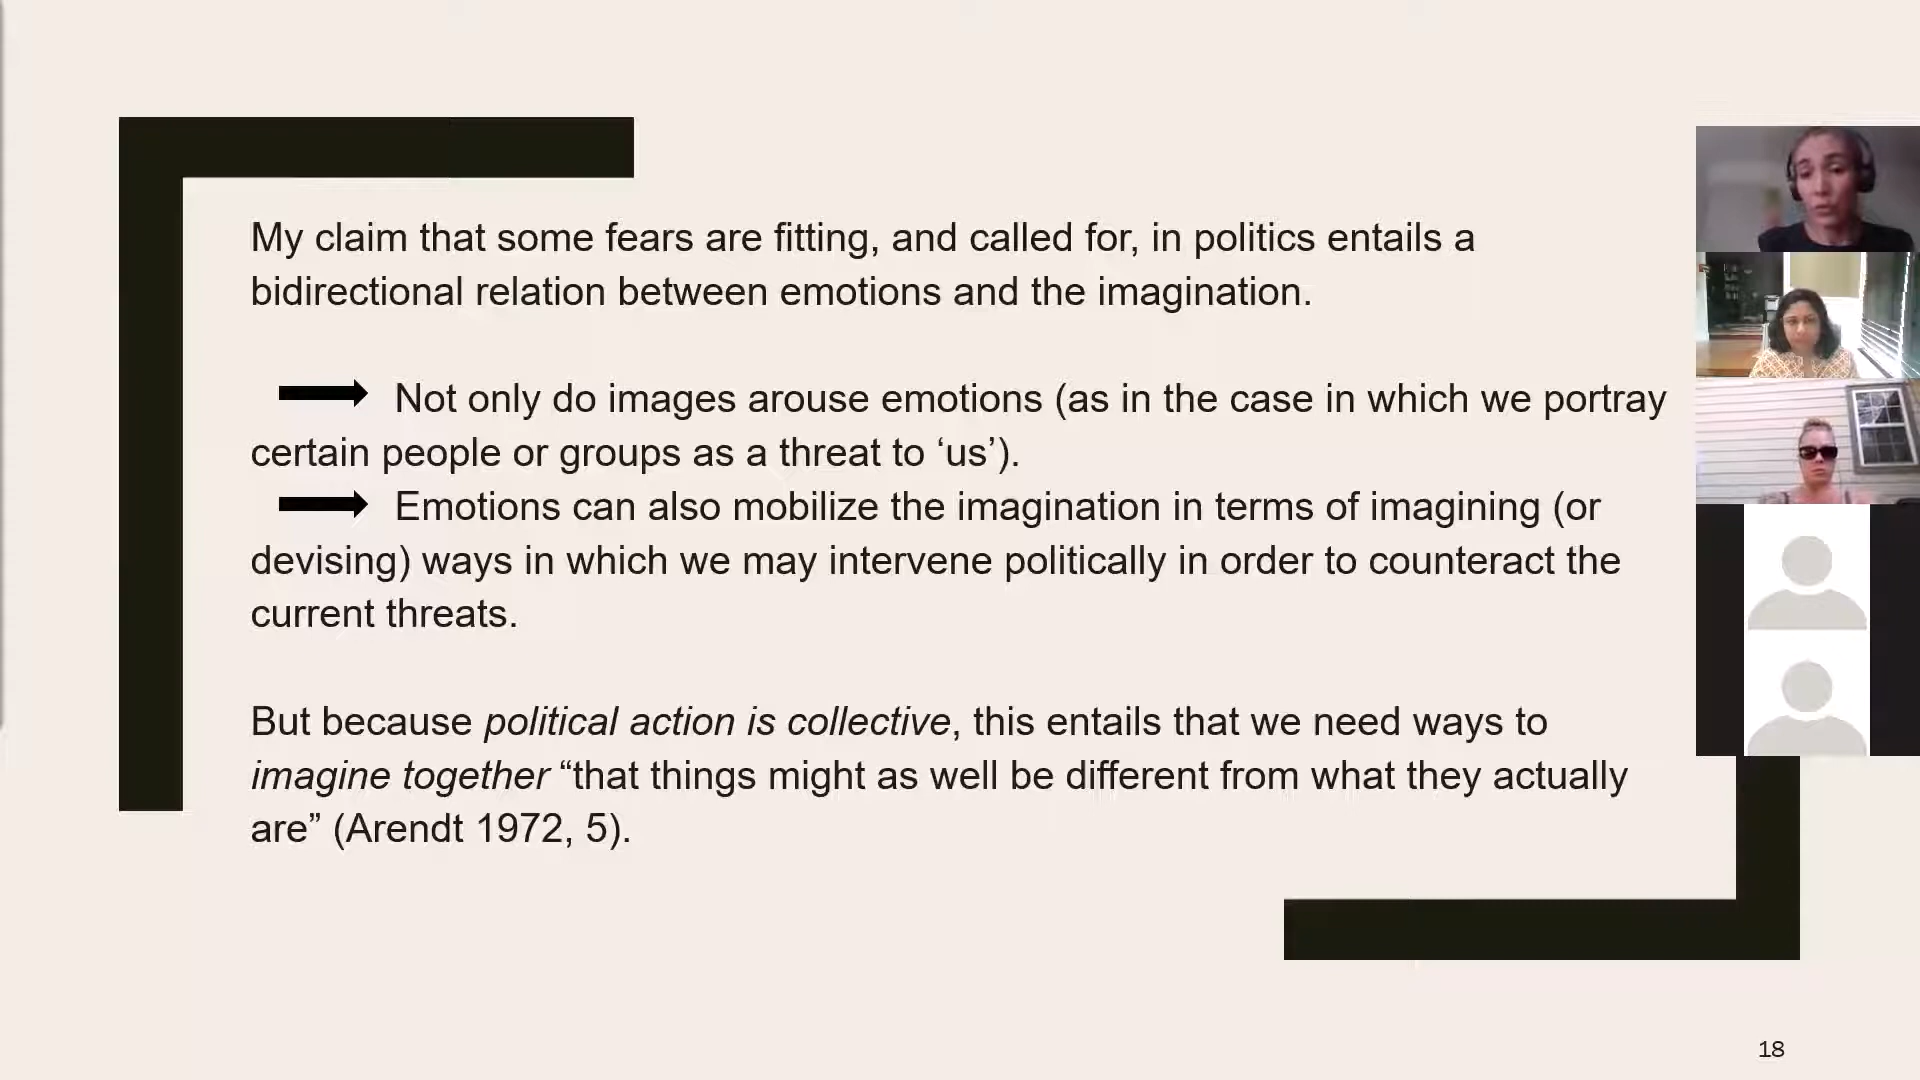 My claim that some fears are fitting, and called for, in politics entails a
bidirectional relation between emotions and the imagination.
Not only do images arouse emotions (as in the case in which we portray
certain people or groups as a threat to ‘us’).
Emotions can also mobilize the imagination in terms of imagining (or
devising) ways in which we may intervene politically in order to counteract the
current threats.
But because political action is collective, this entails that we need ways to
imagine together “that things might as well be different from what they actually
are” (Arendt 1972, 5).
18